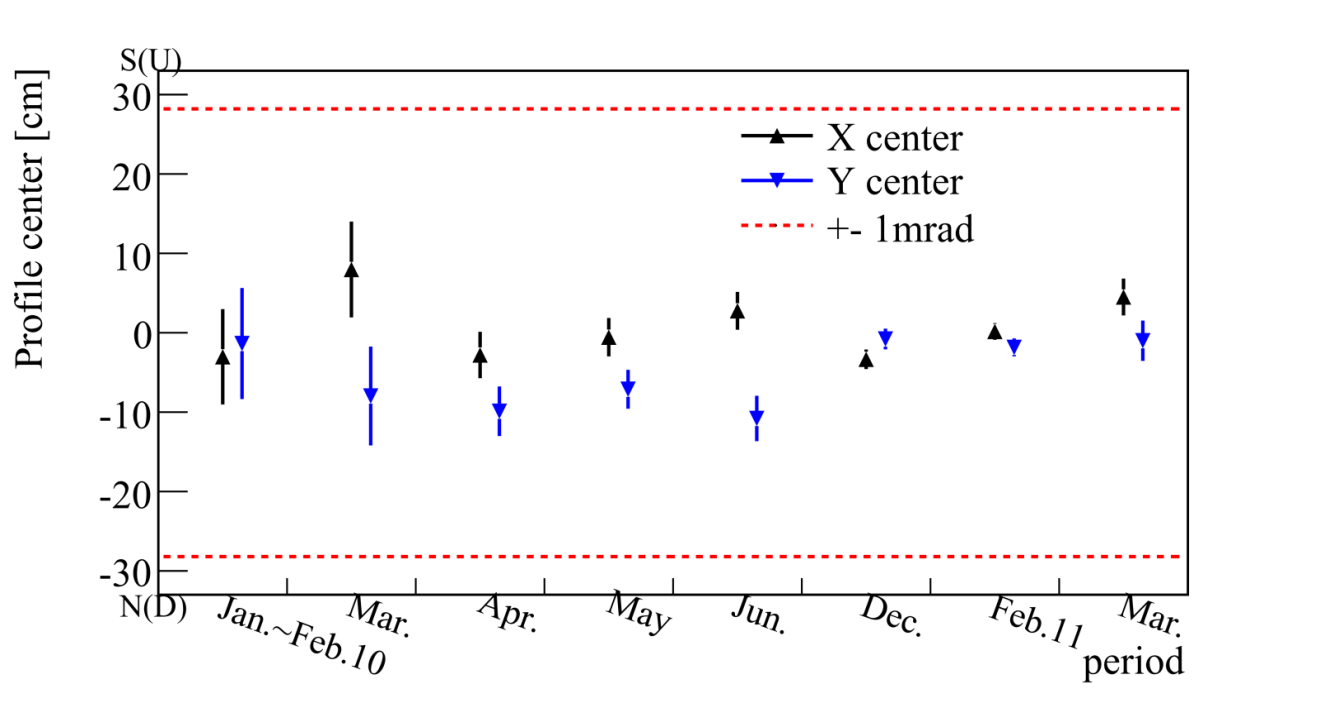 S(U)
Profile center [cm]
30
20
10
0
-10
-20
-30
N(D)
X center
Y center
+- 1mrad
Jan.~Feb.10
Mar.
Apr.
May
Jun.
Dec.
Feb.11
Mar.
period